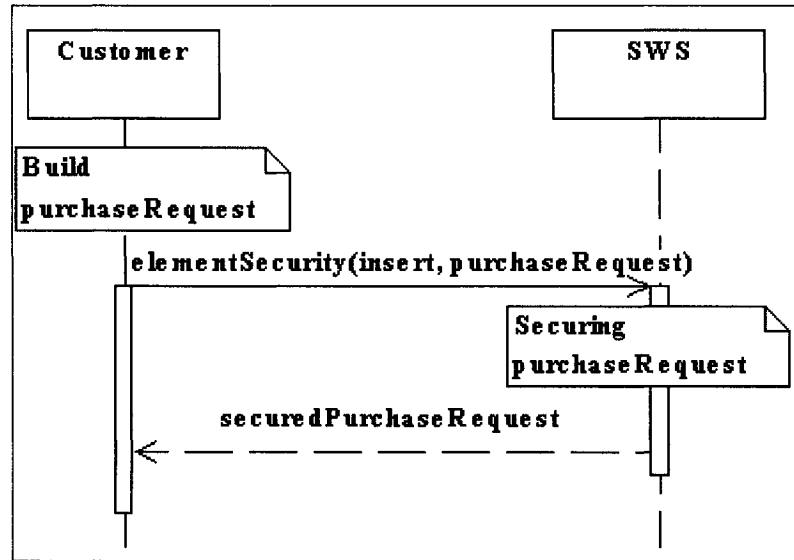 Customer
SWS
Build
purchaseRequest
elementSecurity(insert, purchaseRequest)
Securing
purchaseRequest
securedPurchaseRequest